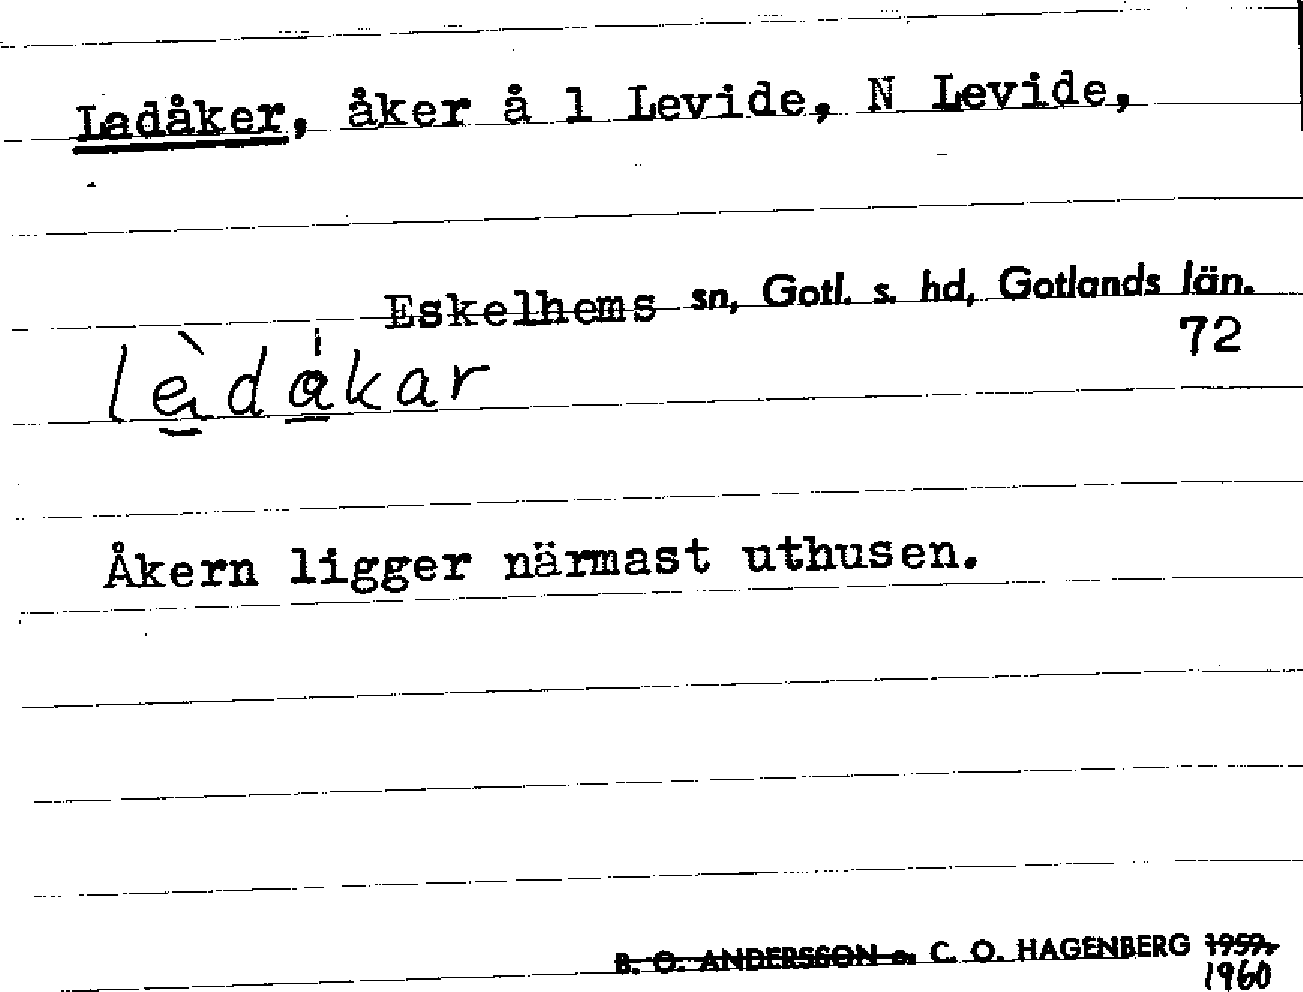 Ladåker, åker å 1 Levide, N Levide,
Eskelhems sn, Gotl. s. hd, Gotlands län.
72
Åkern ligger närmast uthusen.
B. O. ANDERSSON o. C. O. HAGENBERG 1959.
1960